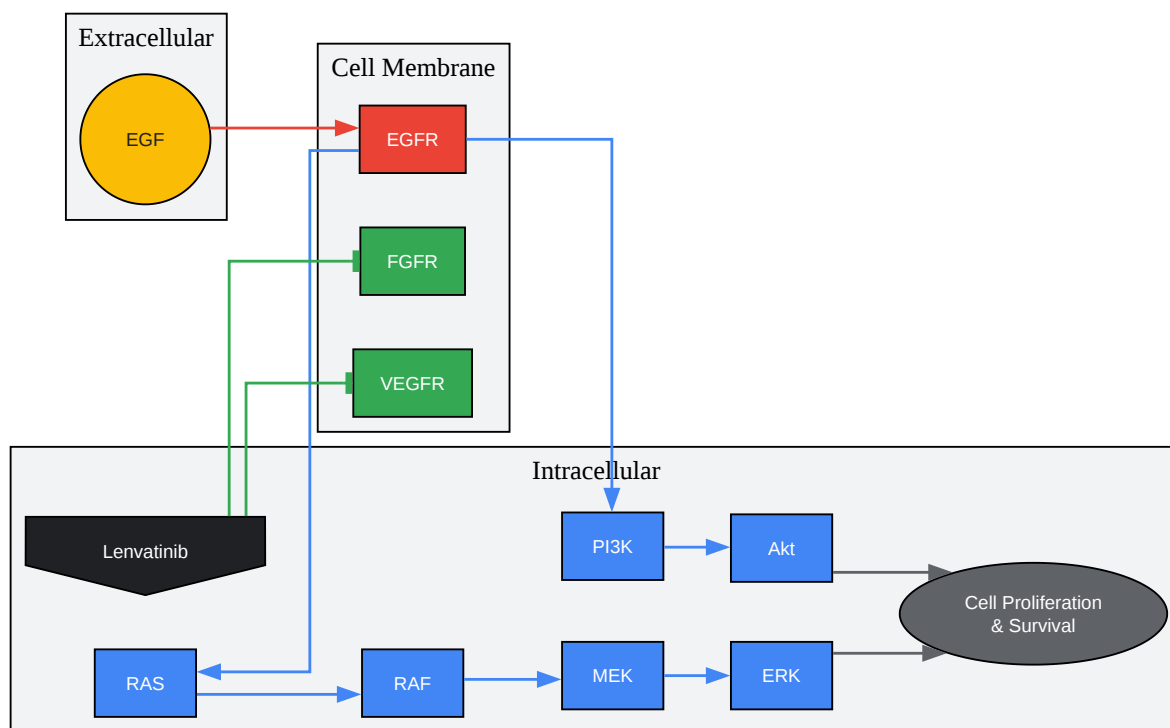 Extracellular
Cell Membrane
EGF
EGFR
FGFR
VEGFR
Intracellular
Lenvatinib
PI3K
Akt
Cell Proliferation
& Survival
RAS
RAF
MEK
ERK